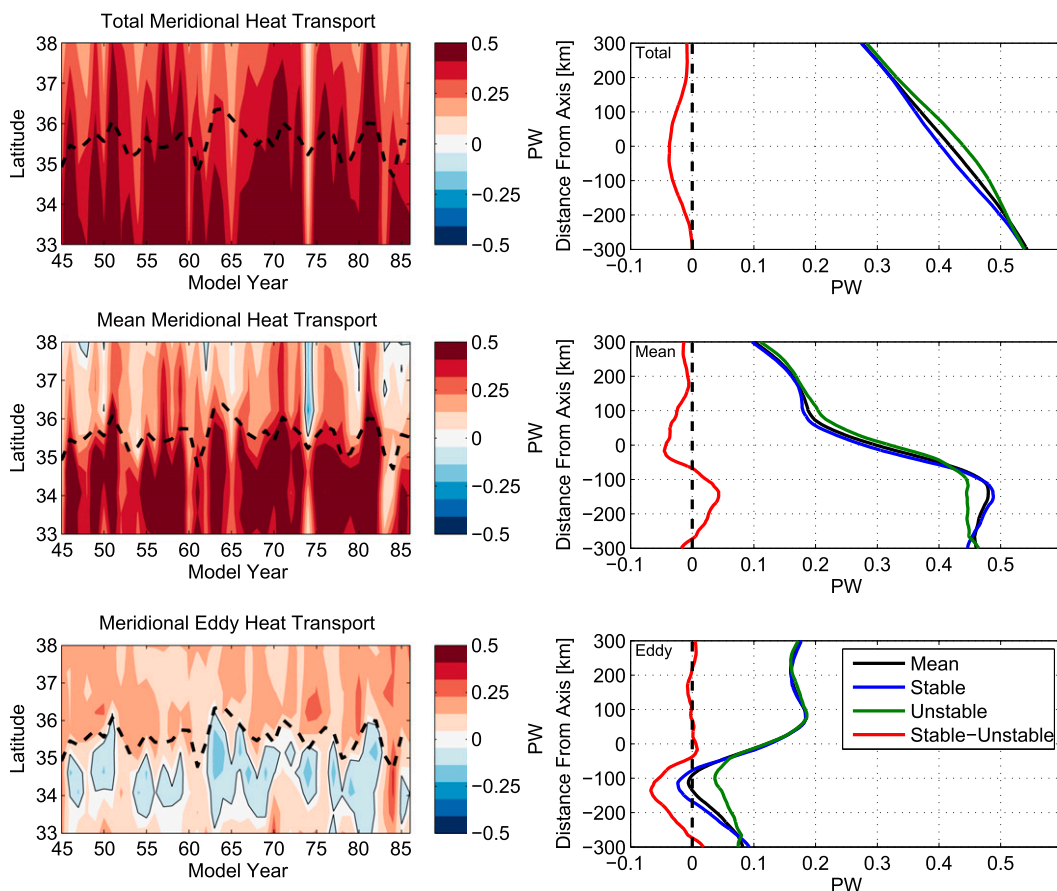 Total Meridional Heat Transport
38
37
36
35
34
33
Latitude
45 50 55 60 65 70 75 80 85
Model Year
0.5
0.25
0
−0.25
−0.5
PW
Total
300
200
100
0
−100
−200
−300
Distance From Axis [km]
−0.1 0 0.1 0.2 0.3 0.4 0.5
PW
Mean Meridional Heat Transport
38
37
36
35
34
33
Latitude
45 50 55 60 65 70 75 80 85
Model Year
0.5
0.25
0
−0.25
−0.5
PW
Mean
300
200
100
0
−100
−200
−300
Distance From Axis [km]
−0.1 0 0.1 0.2 0.3 0.4 0.5
PW
Meridional Eddy Heat Transport
38
37
36
35
34
33
Latitude
45 50 55 60 65 70 75 80 85
Model Year
0.5
0.25
0
−0.25
−0.5
PW
Eddy
300
200
100
0
−100
−200
−300
Distance From Axis [km]
−0.1 0 0.1 0.2 0.3 0.4 0.5
PW
Mean
Stable
Unstable
Stable−Unstable